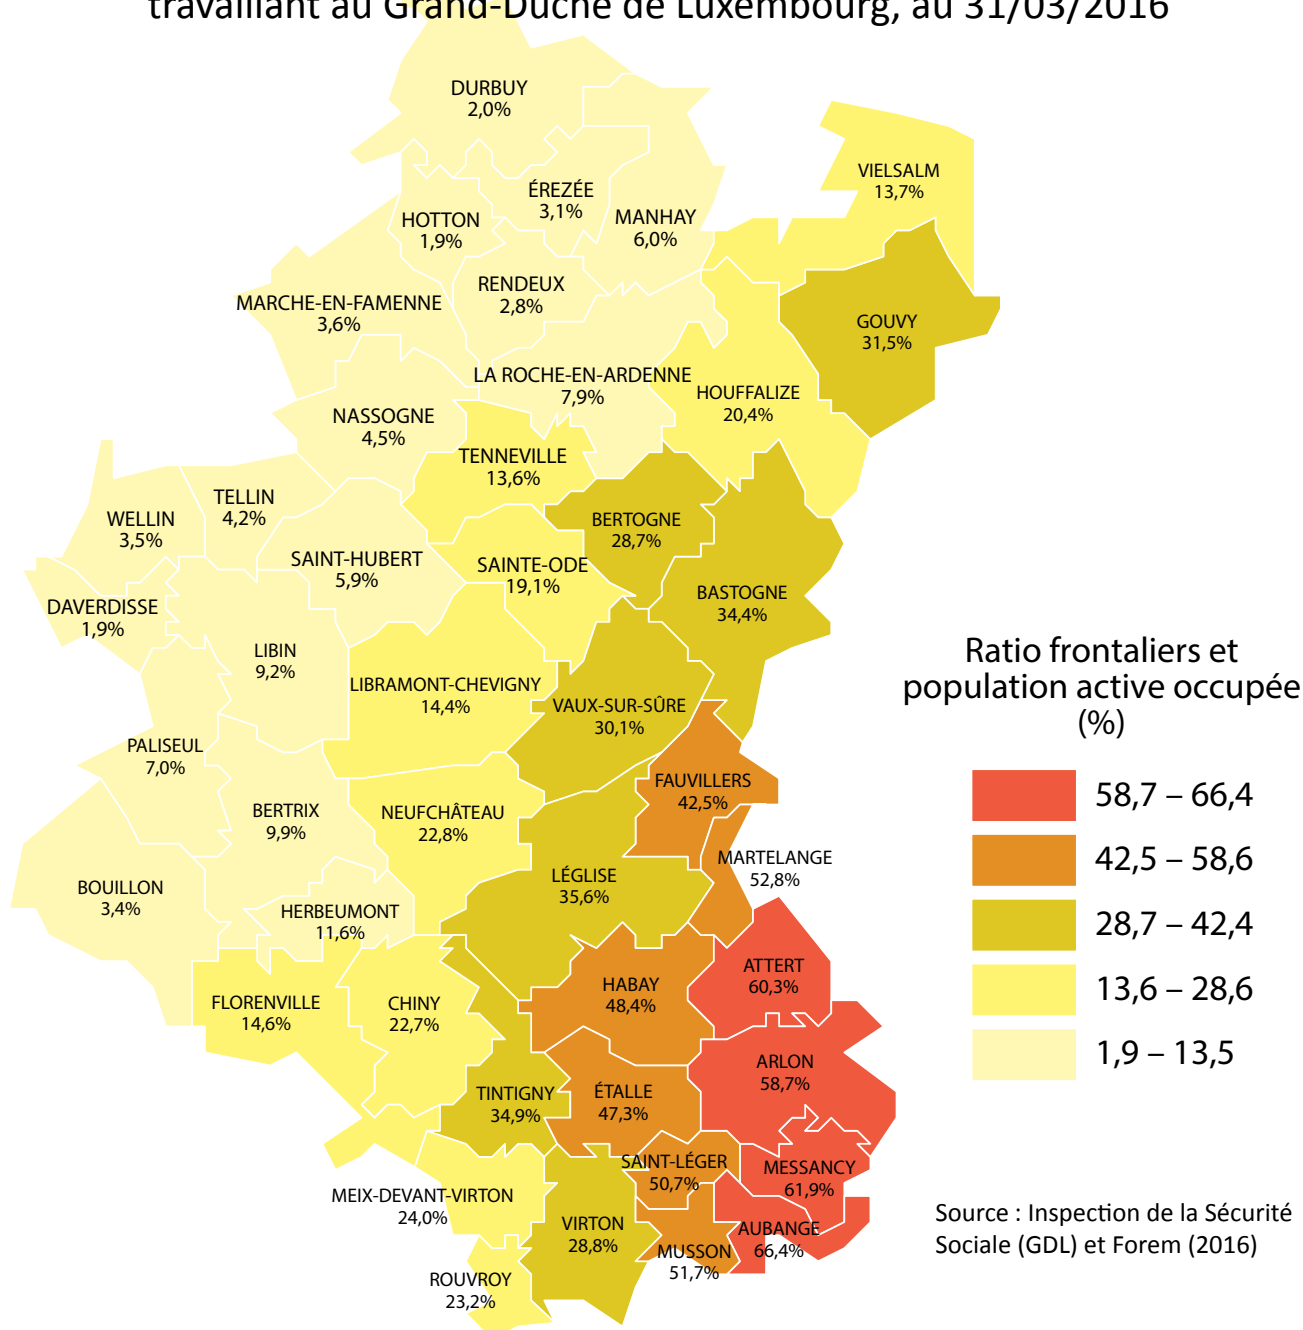 travaillant au Grand-Duché de Luxembourg, au 31/03/2016
DURBUY
2,0%
VIELSALM
13,7%
ÉREZÉE
3,1%
HOTTON
1,9%
MANHAY
6,0%
RENDEUX
2,8%
MARCHE-EN-FAMENNE
3,6%
GOUVY
31,5%
LA ROCHE-EN-ARDENNE
7,9%
HOUFFALIZE
20,4%
NASSOGNE
4,5%
TENNEVILLE
13,6%
TELLIN
4,2%
WELLIN
3,5%
BERTOGNE
28,7%
SAINT-HUBERT
5,9%
SAINTE-ODE
19,1%
BASTOGNE
34,4%
DAVERDISSE
1,9%
LIBIN
9,2%
LIBRAMONT-CHEVIGNY
14,4%
VAUX-SUR-SÛRE
30,1%
PALISEUL
7,0%
FAUVILLERS
42,5%
BERTRIX
9,9%
NEUFCHÂTEAU
22,8%
MARTELANGE
52,8%
LÉGLISE
35,6%
BOUILLON
3,4%
HERBEUMONT
11,6%
ATTERT
60,3%
HABAY
48,4%
FLORENVILLE
14,6%
CHINY
22,7%
ARLON
58,7%
TINTIGNY
34,9%
ÉTALLE
47,3%
SAINT-LÉGER
50,7%
MESSANCY
61,9%
MEIX-DEVANT-VIRTON
24,0%
VIRTON
28,8%
AUBANGE
66,4%
MUSSON
51,7%
ROUVROY
23,2%
Ratio frontaliers et
population active occupée
(%)
58,7 – 66,4
42,5 – 58,6
28,7 – 42,4
13,6 – 28,6
1,9 – 13,5
Source : Inspection de la Sécurité
Sociale (GDL) et Forem (2016)